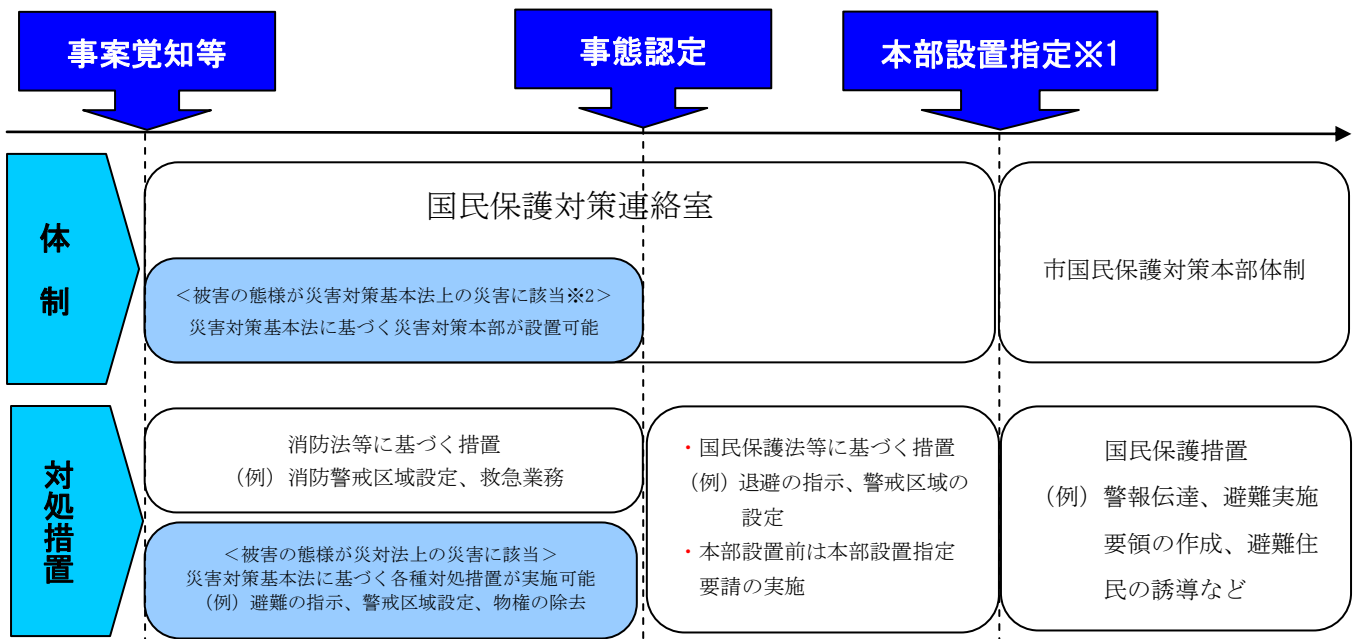 事案覚知等
事態認定
本部設置指定※1
体
制
国民保護対策連絡室
＜被害の態様が災害対策基本法上の災害に該当※2＞
災害対策基本法に基づく災害対策本部が設置可能
市国民保護対策本部体制
対処措置
消防法等に基づく措置
（例）消防警戒区域設定、救急業務
＜被害の態様が災対法上の災害に該当＞
災害対策基本法に基づく各種対処措置が実施可能
（例）避難の指示、警戒区域設定、物権の除去
・国民保護法等に基づく措置
（例）退避の指示、警戒区域の
設定
・本部設置前は本部設置指定
要請の実施
国民保護措置
（例）警報伝達、避難実施
要領の作成、避難住
民の誘導など